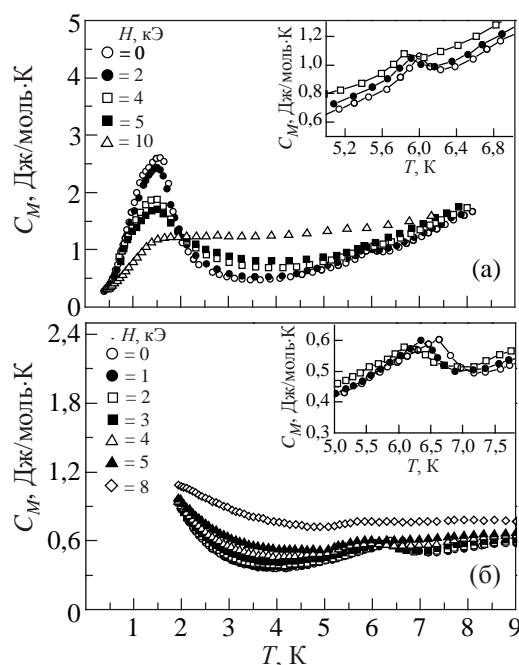 H, кЭ
= 0
= 2
= 4
= 5
= 10
C_M, Дж/моль·К
5
4
3
2
1
0
(а)
C_M, Дж/моль·К
1,2
1,0
0,8
0,6
5,2 5,6 6,0 6,4 6,8
T, К
H, кЭ
= 0
= 1
= 2
= 3
= 4
= 5
= 8
C_M, Дж/моль·К
2,4
1,8
1,2
0,6
0
(б)
C_M, Дж/моль·К
0,6
0,5
0,4
0,3
5,0 5,5 6,0 6,5 7,0 7,5
T, К
1 2 3 4 5 6 7 8 9
T, К